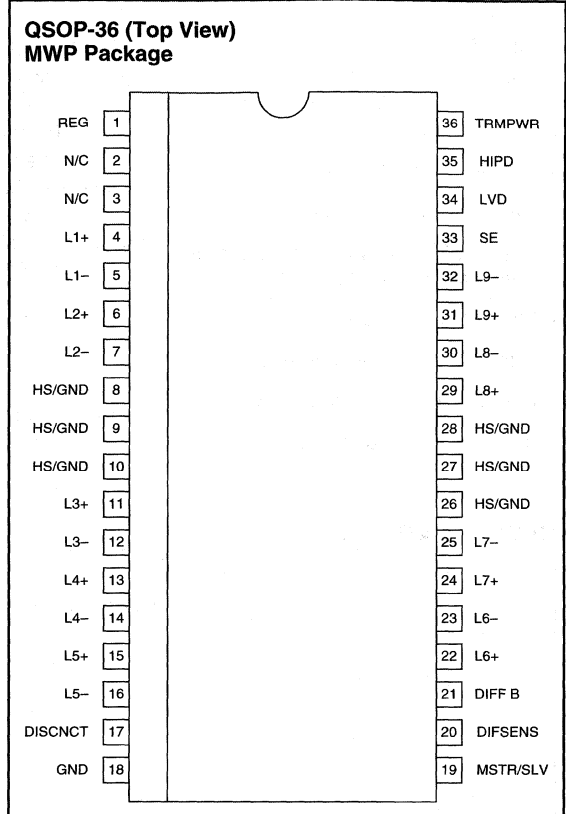 QSOP-36 (Top View)
MWP Package
REG 1 36 TRMPWR
N/C 2 35 HIPD
N/C 3 34 LVD
L1+ 4 33 SE
L1– 5 32 L9–
L2+ 6 31 L9+
L2– 7 30 L8–
HS/GND 8 29 L8+
HS/GND 9 28 HS/GND
HS/GND 10 27 HS/GND
L3+ 11 26 HS/GND
L3– 12 25 L7–
L4+ 13 24 L7+
L4– 14 23 L6–
L5+ 15 22 L6+
L5– 16 21 DIFF B
DISCNCT 17 20 DIFSENS
GND 18 19 MSTR/SLV